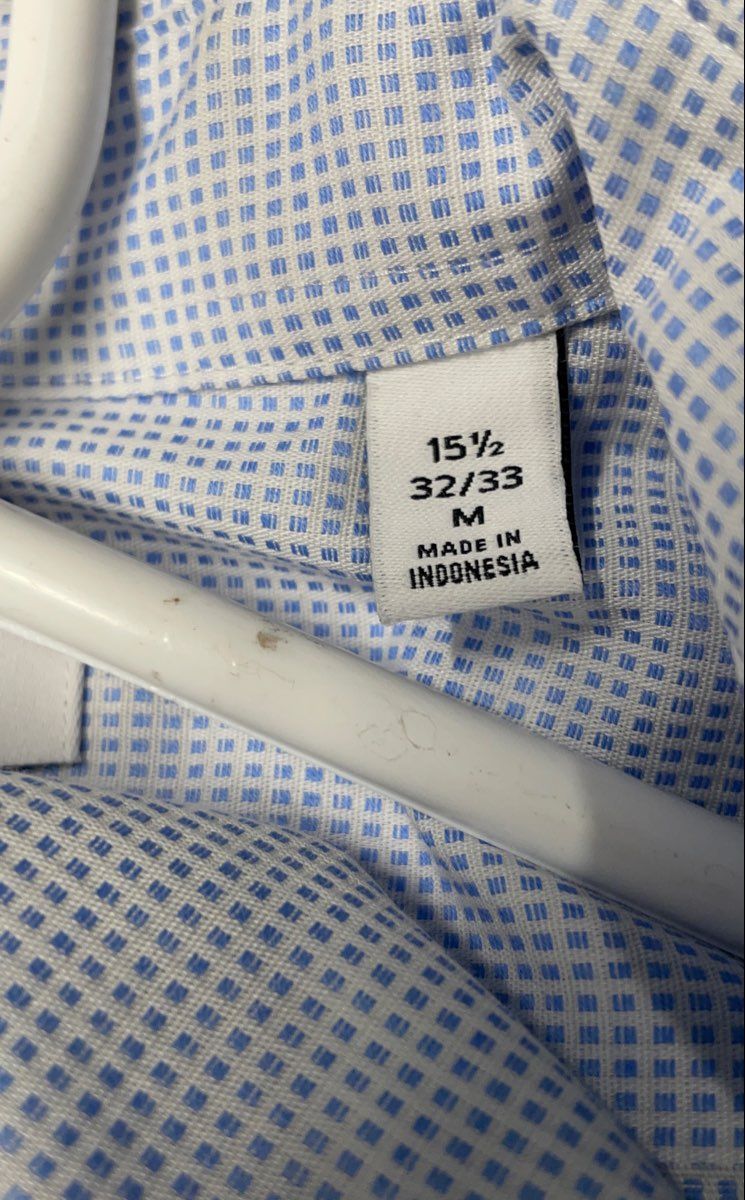 15½
32/33
M
MADE IN
INDONESIA